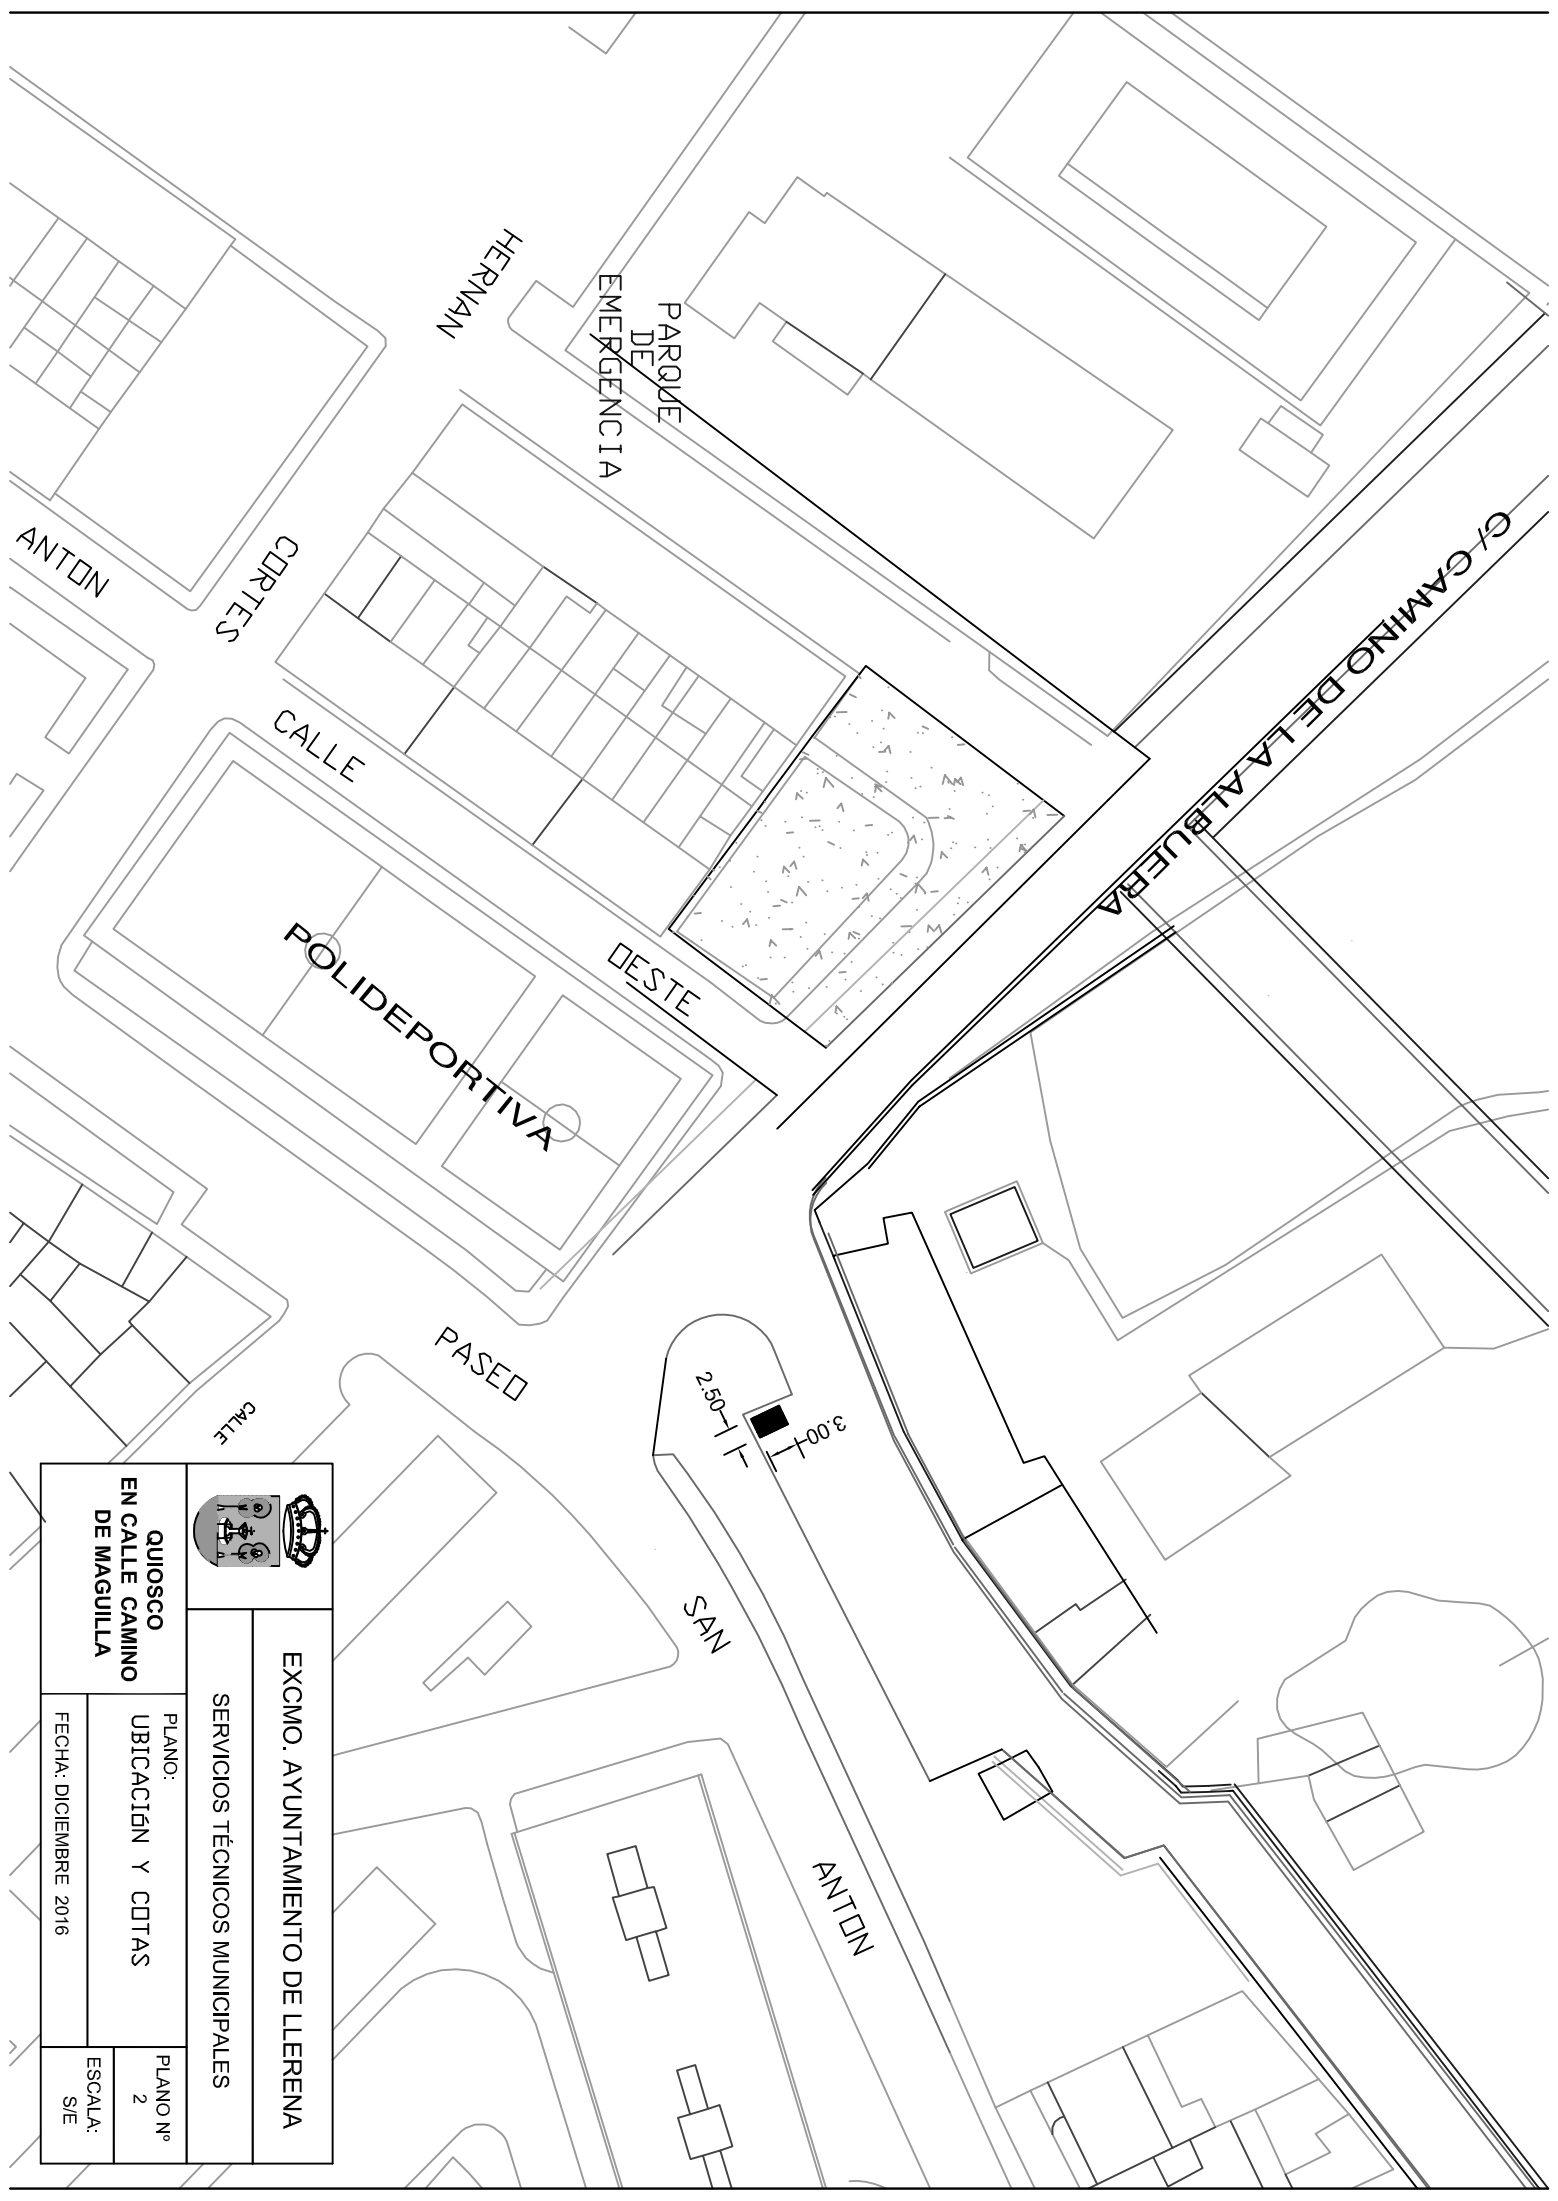 HERNAN
CORTES
PARQUE
DE
EMERGENCIA
C/ CAMINO DE LA ALBUERA
ANTON
CALLE
OESTE
POLIDEPORTIVA
PASEO
CALLE
2.50
3.00
SAN
ANTON
EXCMO. AYUNTAMIENTO DE LLERENA
SERVICIOS TÉCNICOS MUNICIPALES
QUIOSCO
EN CALLE CAMINO
DE MAGUILLA
PLANO:
UBICACIóN Y COTAS
FECHA: DICIEMBRE 2016
PLANO Nº
2
ESCALA:
S/E